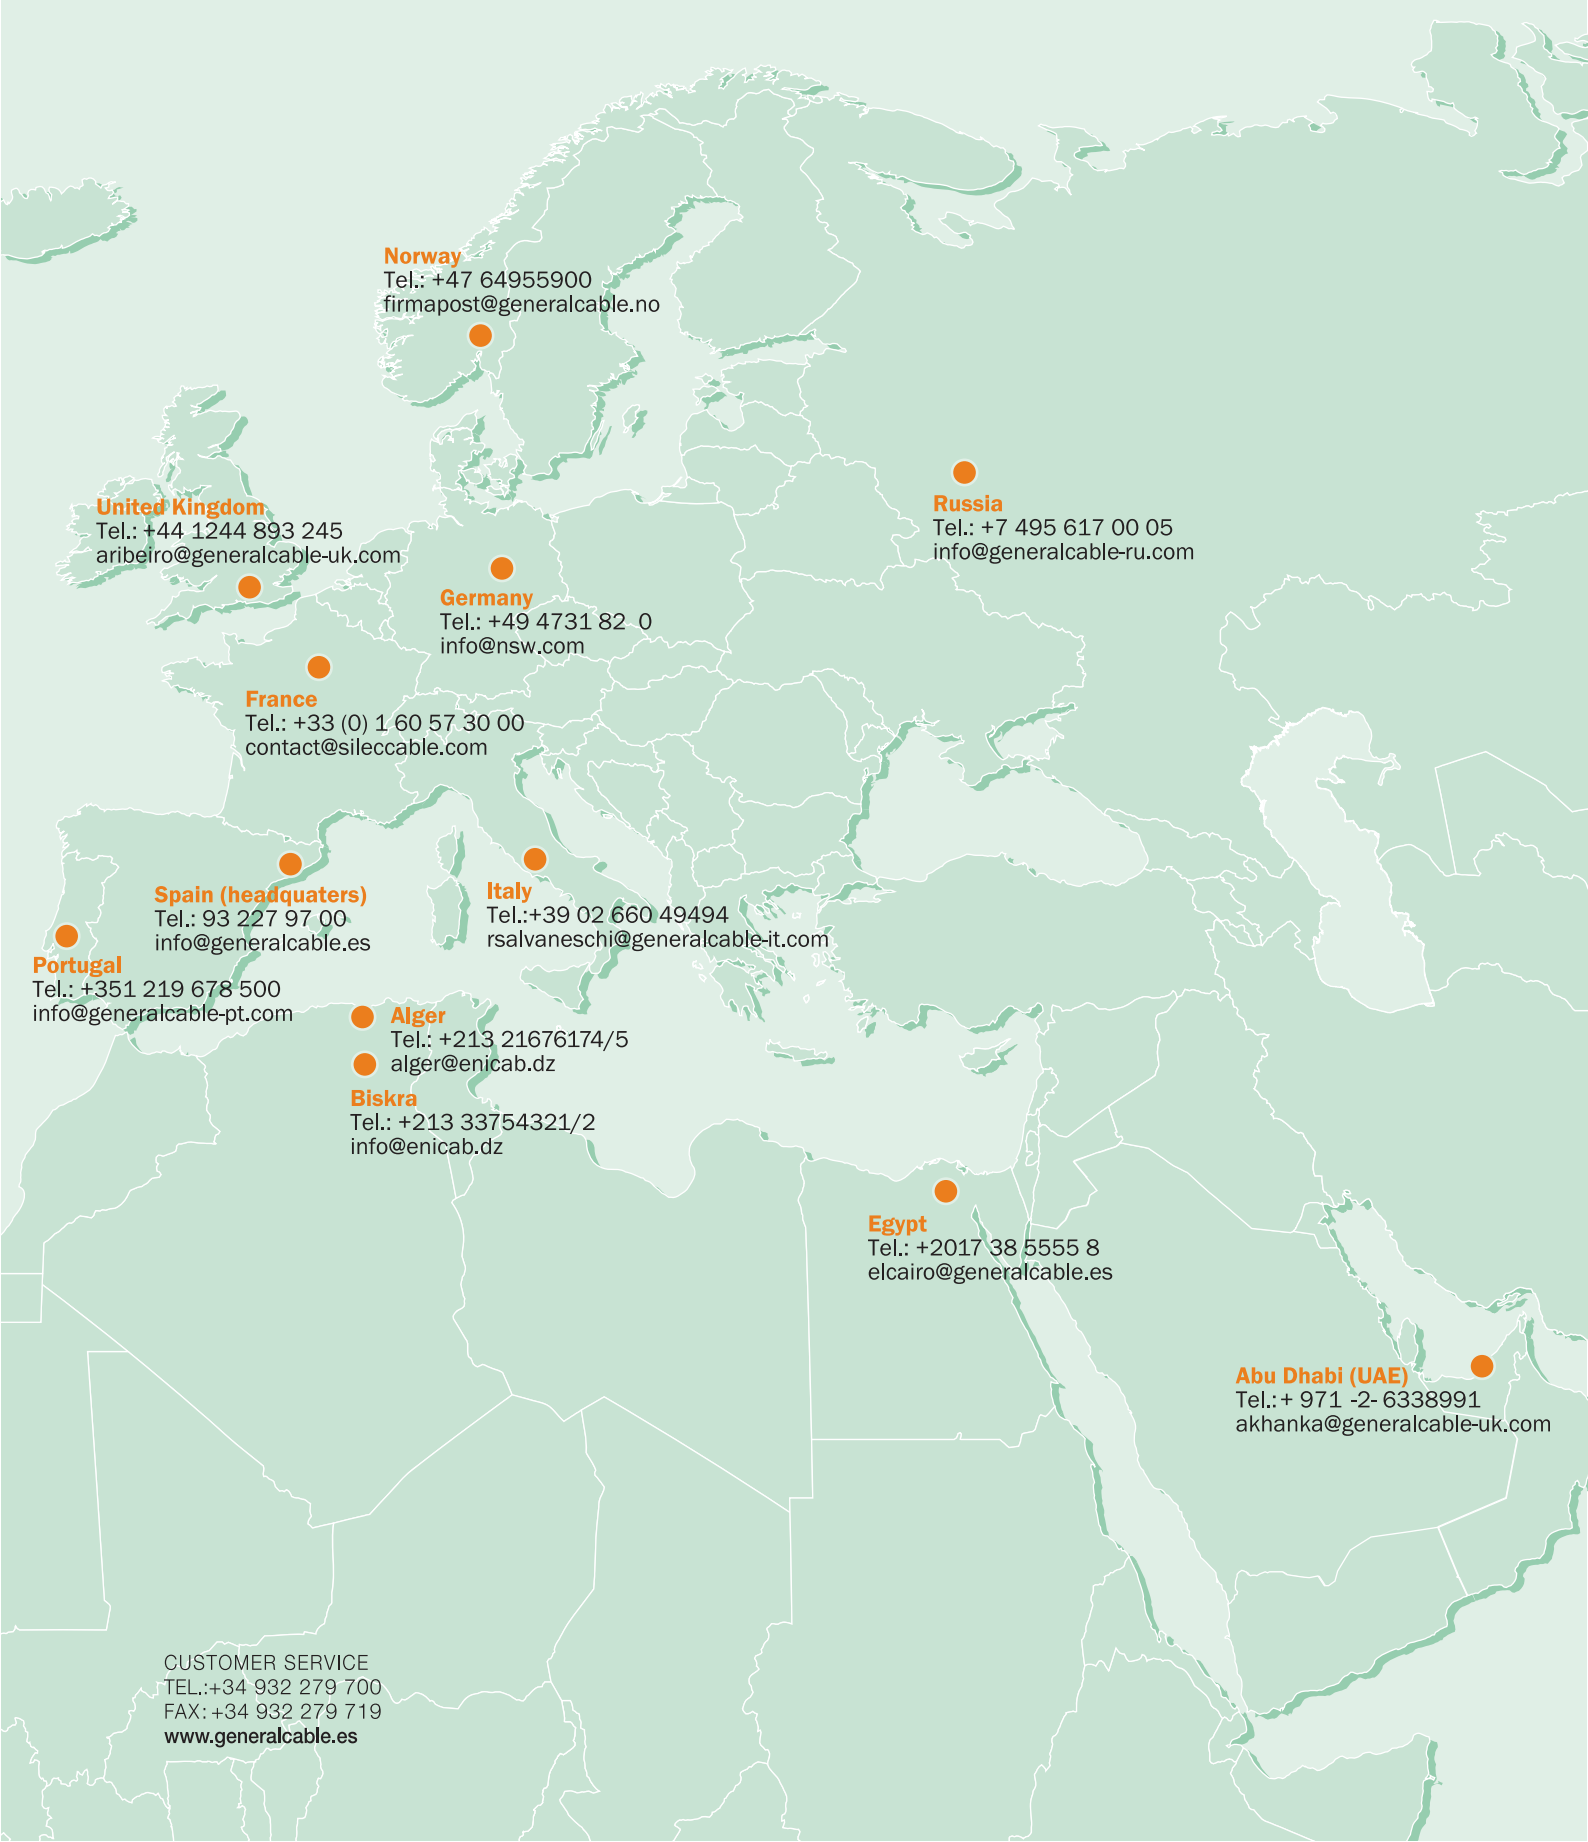 Norway
Tel.: +47 64955900
firmapost@generalcable.no
United Kingdom
Tel.: +44 1244 893 245
aribeiro@generalcable-uk.com
Russia
Tel.: +7 495 617 00 05
info@generalcable-ru.com
Germany
Tel.: +49 4731 82 0
info@nsw.com
France
Tel.: +33 (0) 1 60 57 30 00
contact@sileccable.com
Spain (headquaters)
Tel.: 93 227 97 00
info@generalcable.es
Italy
Tel.:+39 02 660 49494
rsalvaneschi@generalcable-it.com
Portugal
Tel.: +351 219 678 500
info@generalcable-pt.com
Alger
Tel.: +213 21676174/5
alger@enicab.dz
Biskra
Tel.: +213 33754321/2
info@enicab.dz
Egypt
Tel.: +2017 38 5555 8
elcairo@generalcable.es
Abu Dhabi (UAE)
Tel.:+ 971 -2- 6338991
akhanka@generalcable-uk.com
CUSTOMER SERVICE
TEL.:+34 932 279 700
FAX: +34 932 279 719
www.generalcable.es